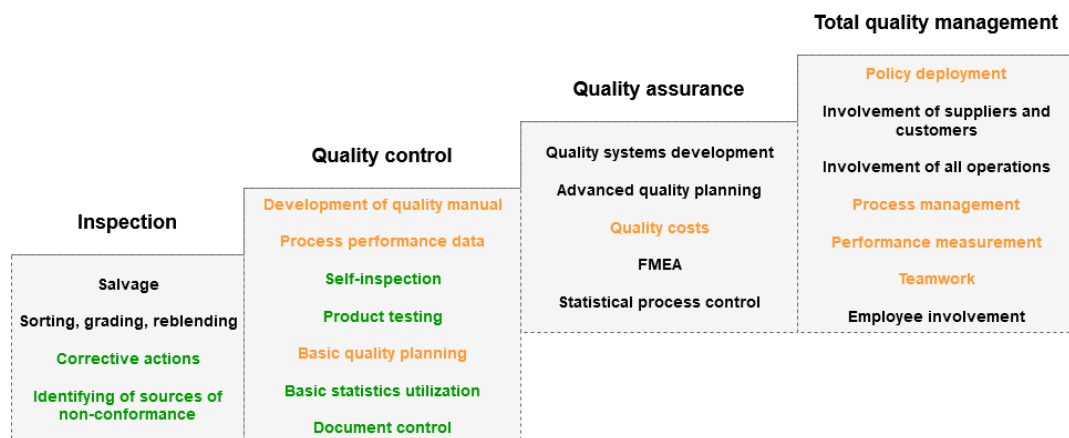 Inspection
Salvage
Sorting, grading, reblending
Corrective actions
Identifying of sources of
non-conformance
Quality control
Development of quality manual
Process performance data
Self-inspection
Product testing
Basic quality planning
Basic statistics utilization
Document control
Quality assurance
Quality systems development
Advanced quality planning
Quality costs
FMEA
Statistical process control
Total quality management
Policy deployment
Involvement of suppliers and
customers
Involvement of all operations
Process management
Performance measurement
Teamwork
Employee involvement